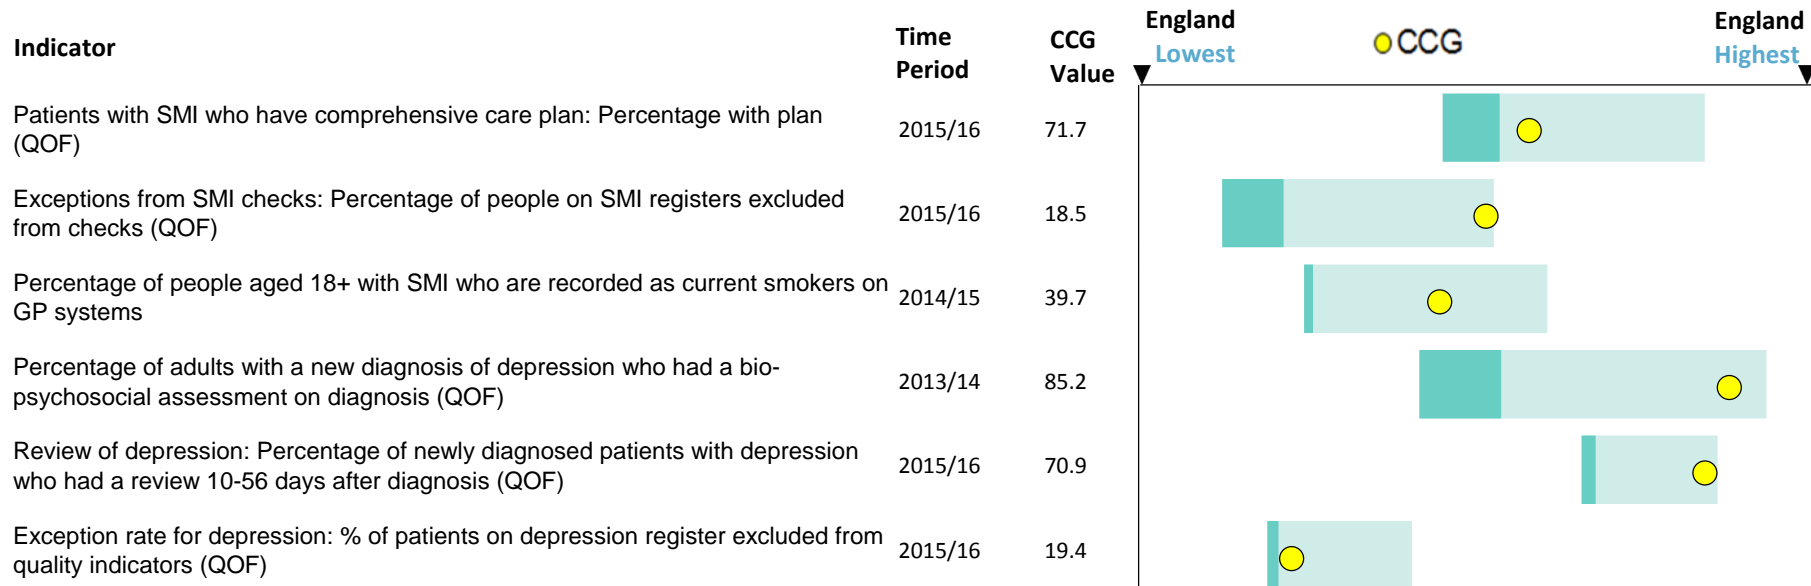 Indicator
Time
Period
CCG
Value
England
Lowest
CCG
England
Highest
Patients with SMI who have comprehensive care plan: Percentage with plan
(QOF)
2015/16
71.7
Exceptions from SMI checks: Percentage of people on SMI registers excluded
from checks (QOF)
2015/16
18.5
Percentage of people aged 18+ with SMI who are recorded as current smokers on
GP systems
2014/15
39.7
Percentage of adults with a new diagnosis of depression who had a bio-
psychosocial assessment on diagnosis (QOF)
2013/14
85.2
Review of depression: Percentage of newly diagnosed patients with depression
who had a review 10-56 days after diagnosis (QOF)
2015/16
70.9
Exception rate for depression: % of patients on depression register excluded from
quality indicators (QOF)
2015/16
19.4